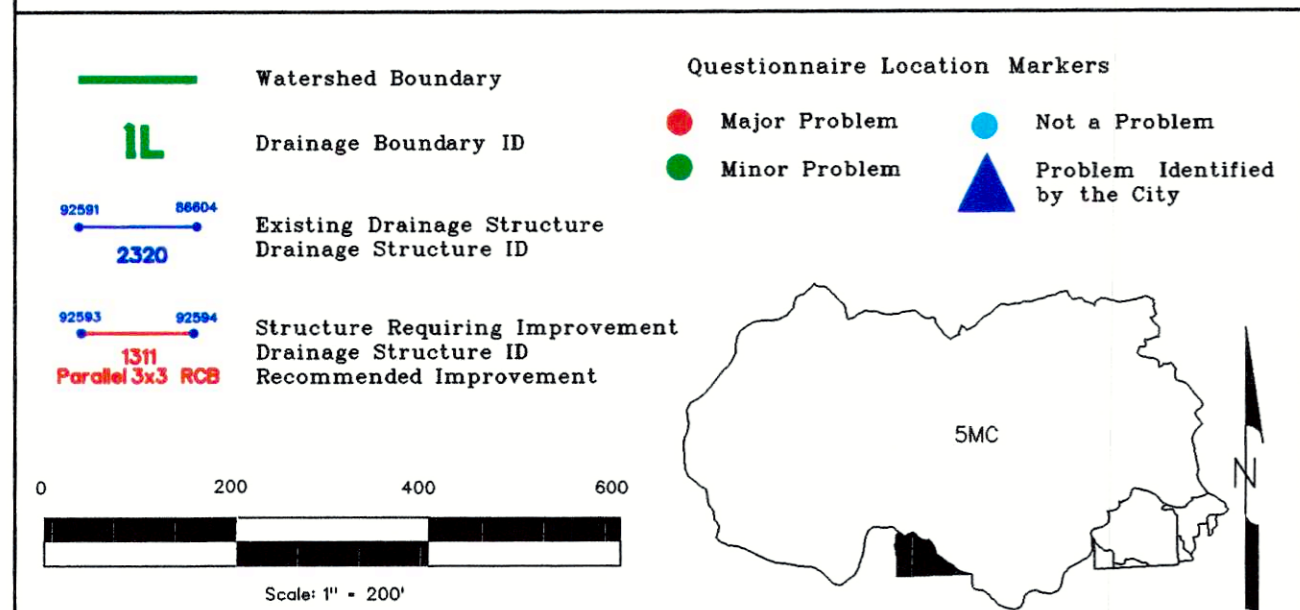 Watershed Boundary
1L
Drainage Boundary ID
92591 86604
2320
Existing Drainage Structure
Drainage Structure ID
92593 92594
1311
Parallel 3x3 RCB
Structure Requiring Improvement
Drainage Structure ID
Recommended Improvement
Questionnaire Location Markers
Major Problem
Not a Problem
Minor Problem
Problem Identified
by the City
0 200 400 600
Scale: 1" = 200'
5MC
N